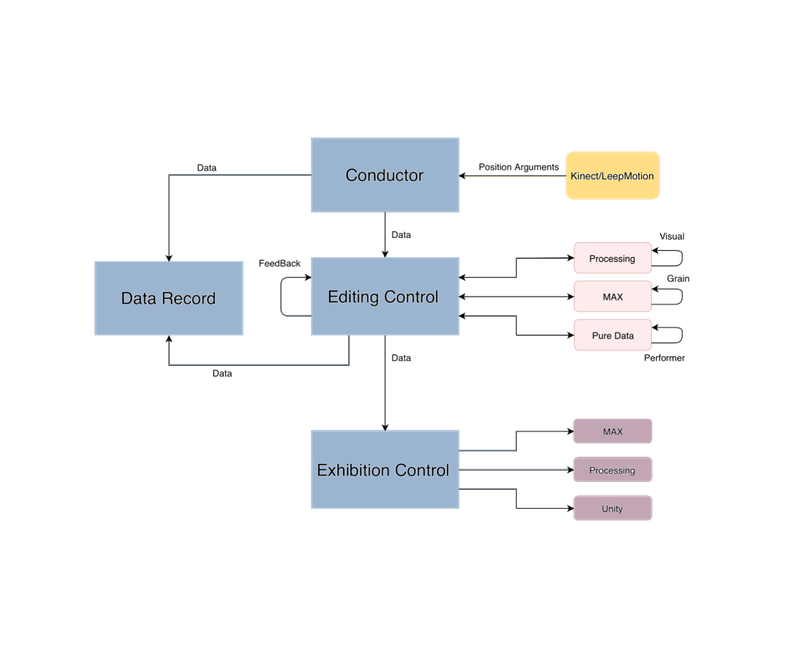 Data
Conductor
Position Arguments
Kinect/LeepMotion
Data
Visual
FeedBack
Processing
Grain
Data Record
Editing Control
MAX
Pure Data
Performer
Data
Data
MAX
Exhibition Control
Processing
Unity